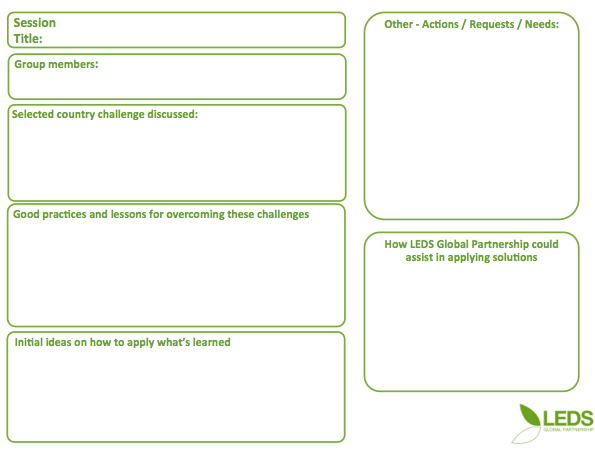 Session
Title:
Group members:
Selected country challenge discussed:
Good practices and lessons for overcoming these challenges
Initial ideas on how to apply what's learned
Other - Actions / Requests / Needs:
How LEDS Global Partnership could
assist in applying solutions
LEDS
GLOBAL PARTNERSHIP